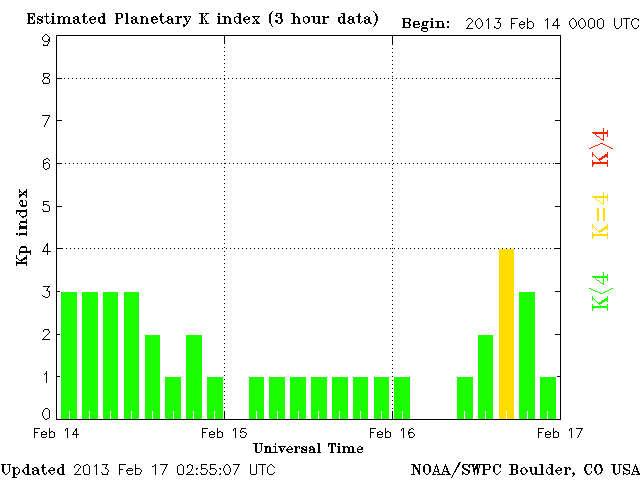 Estimated Planetary K index (3 hour data) Begin: 2013 Feb 14 0000 UTC
9
8
7
6
5
4
3
2
1
0
Kp index
K>4
K=4
K<4
Feb 14 Feb 15 Feb 16 Feb 17
Universal Time
Updated 2013 Feb 17 02:55:07 UTC NOAA/SWPC Boulder, CO USA